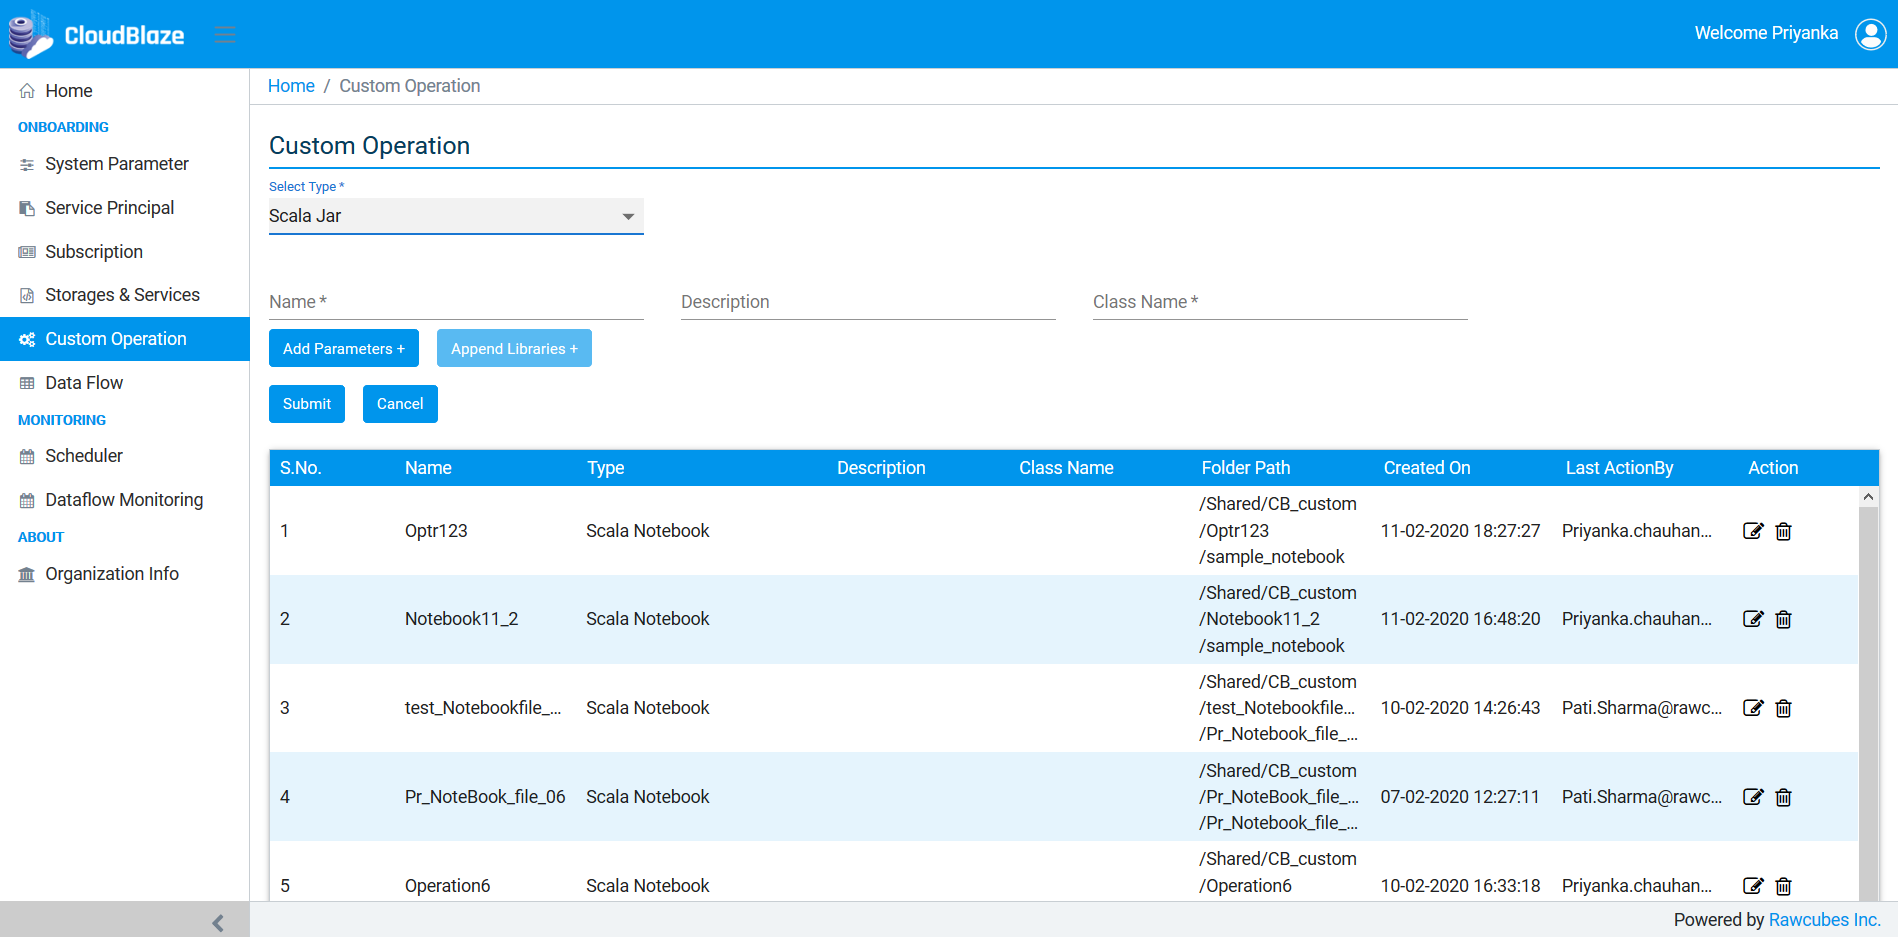 CloudBlaze
Welcome Priyanka
Home
ONBOARDING
System Parameter
Service Principal
Subscription
Storages & Services
Custom Operation
Data Flow
MONITORING
Scheduler
Dataflow Monitoring
ABOUT
Organization Info
Home / Custom Operation
Custom Operation
Select Type *
Scala Jar
Name * Description Class Name *
Add Parameters + Append Libraries +
Submit Cancel
S.No. Name Type Description Class Name Folder Path Created On Last ActionBy Action
/Shared/CB_custom
1 Optr123 Scala Notebook /Optr123 11-02-2020 18:27:27 Priyanka.chauhan...
/sample_notebook
/Shared/CB_custom
2 Notebook11_2 Scala Notebook /Notebook11_2 11-02-2020 16:48:20 Priyanka.chauhan...
/sample_notebook
/Shared/CB_custom
3 test_Notebookfile_... Scala Notebook /test_Notebookfile... 10-02-2020 14:26:43 Pati.Sharma@rawc...
/Pr_Notebook_file_...
/Shared/CB_custom
4 Pr_NoteBook_file_06 Scala Notebook /Pr_NoteBook_file_... 07-02-2020 12:27:11 Pati.Sharma@rawc...
/Pr_Notebook_file_...
/Shared/CB_custom
5 Operation6 Scala Notebook /Operation6 10-02-2020 16:33:18 Priyanka.chauhan...
Powered by Rawcubes Inc.